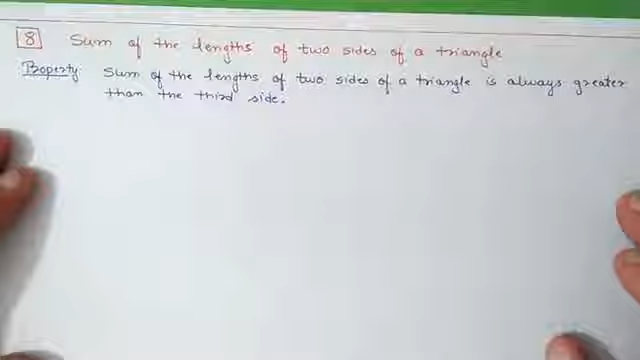 8 Sum of the lengths of two sides of a triangle
Property: Sum of the lengths of two sides of a triangle is always greater
than the third side.